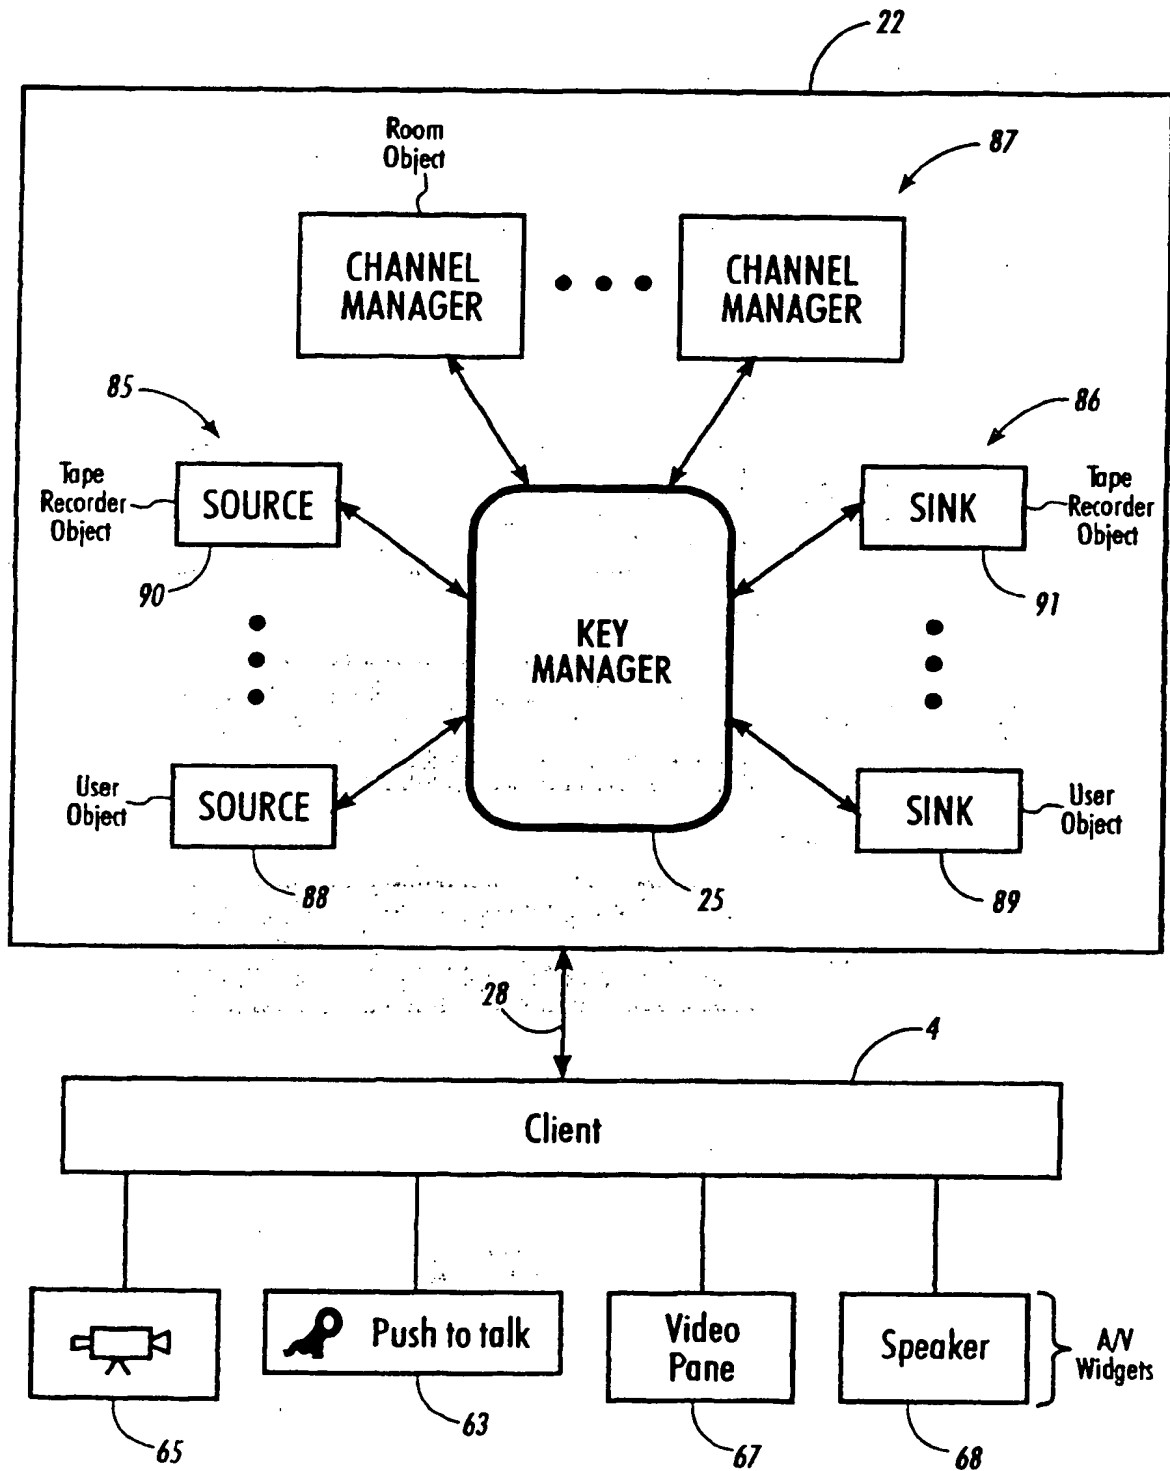 22
Room
Object
87
CHANNEL
MANAGER
CHANNEL
MANAGER
85
86
Tape
Recorder
Object
SOURCE
SINK
Tape
Recorder
Object
90
91
KEY
MANAGER
User
Object
SOURCE
SINK
User
Object
88
25
89
28
4
Client
Push to talk
Video
Pane
Speaker
A/V
Widgets
65
63
67
68